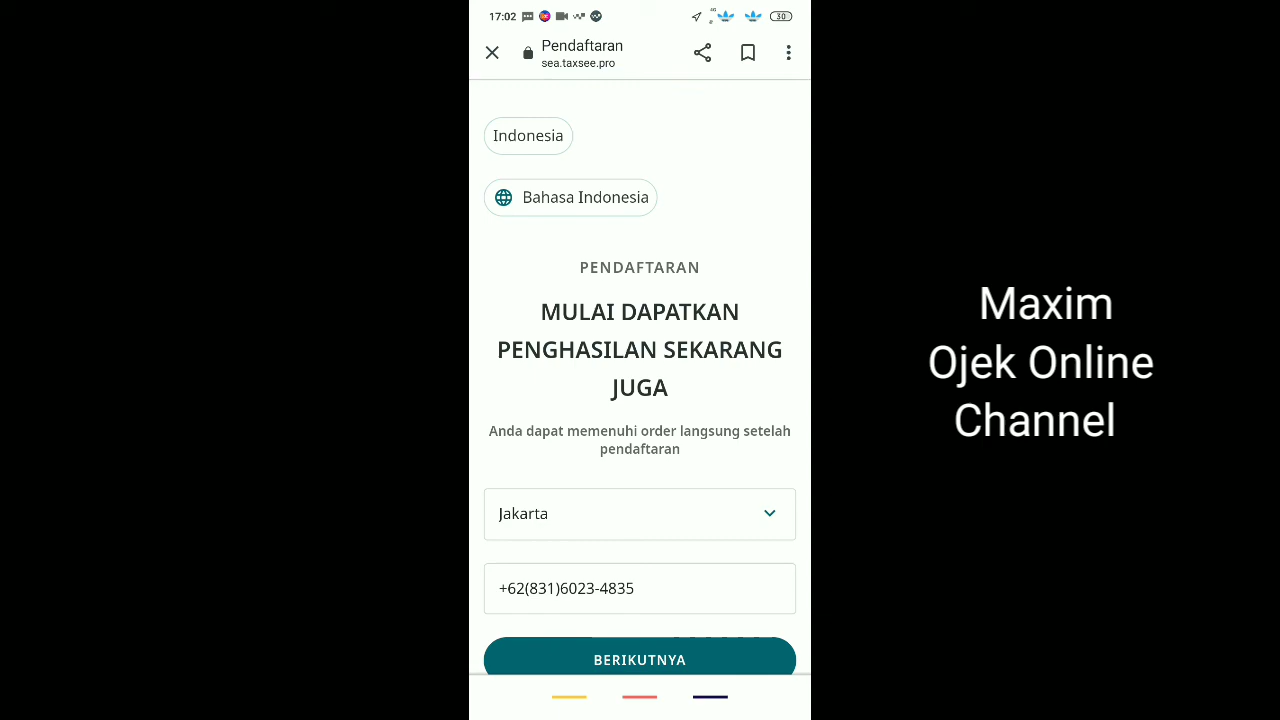 17:02
30
Pendaftaran
sea.taxsee.pro
Indonesia
Bahasa Indonesia
PENDAFTARAN
MULAI DAPATKAN
PENGHASILAN SEKARANG
JUGA
Anda dapat memenuhi order langsung setelah
pendaftaran
Jakarta
+62(831)6023-4835
BERIKUTNYA
Maxim
Ojek Online
Channel